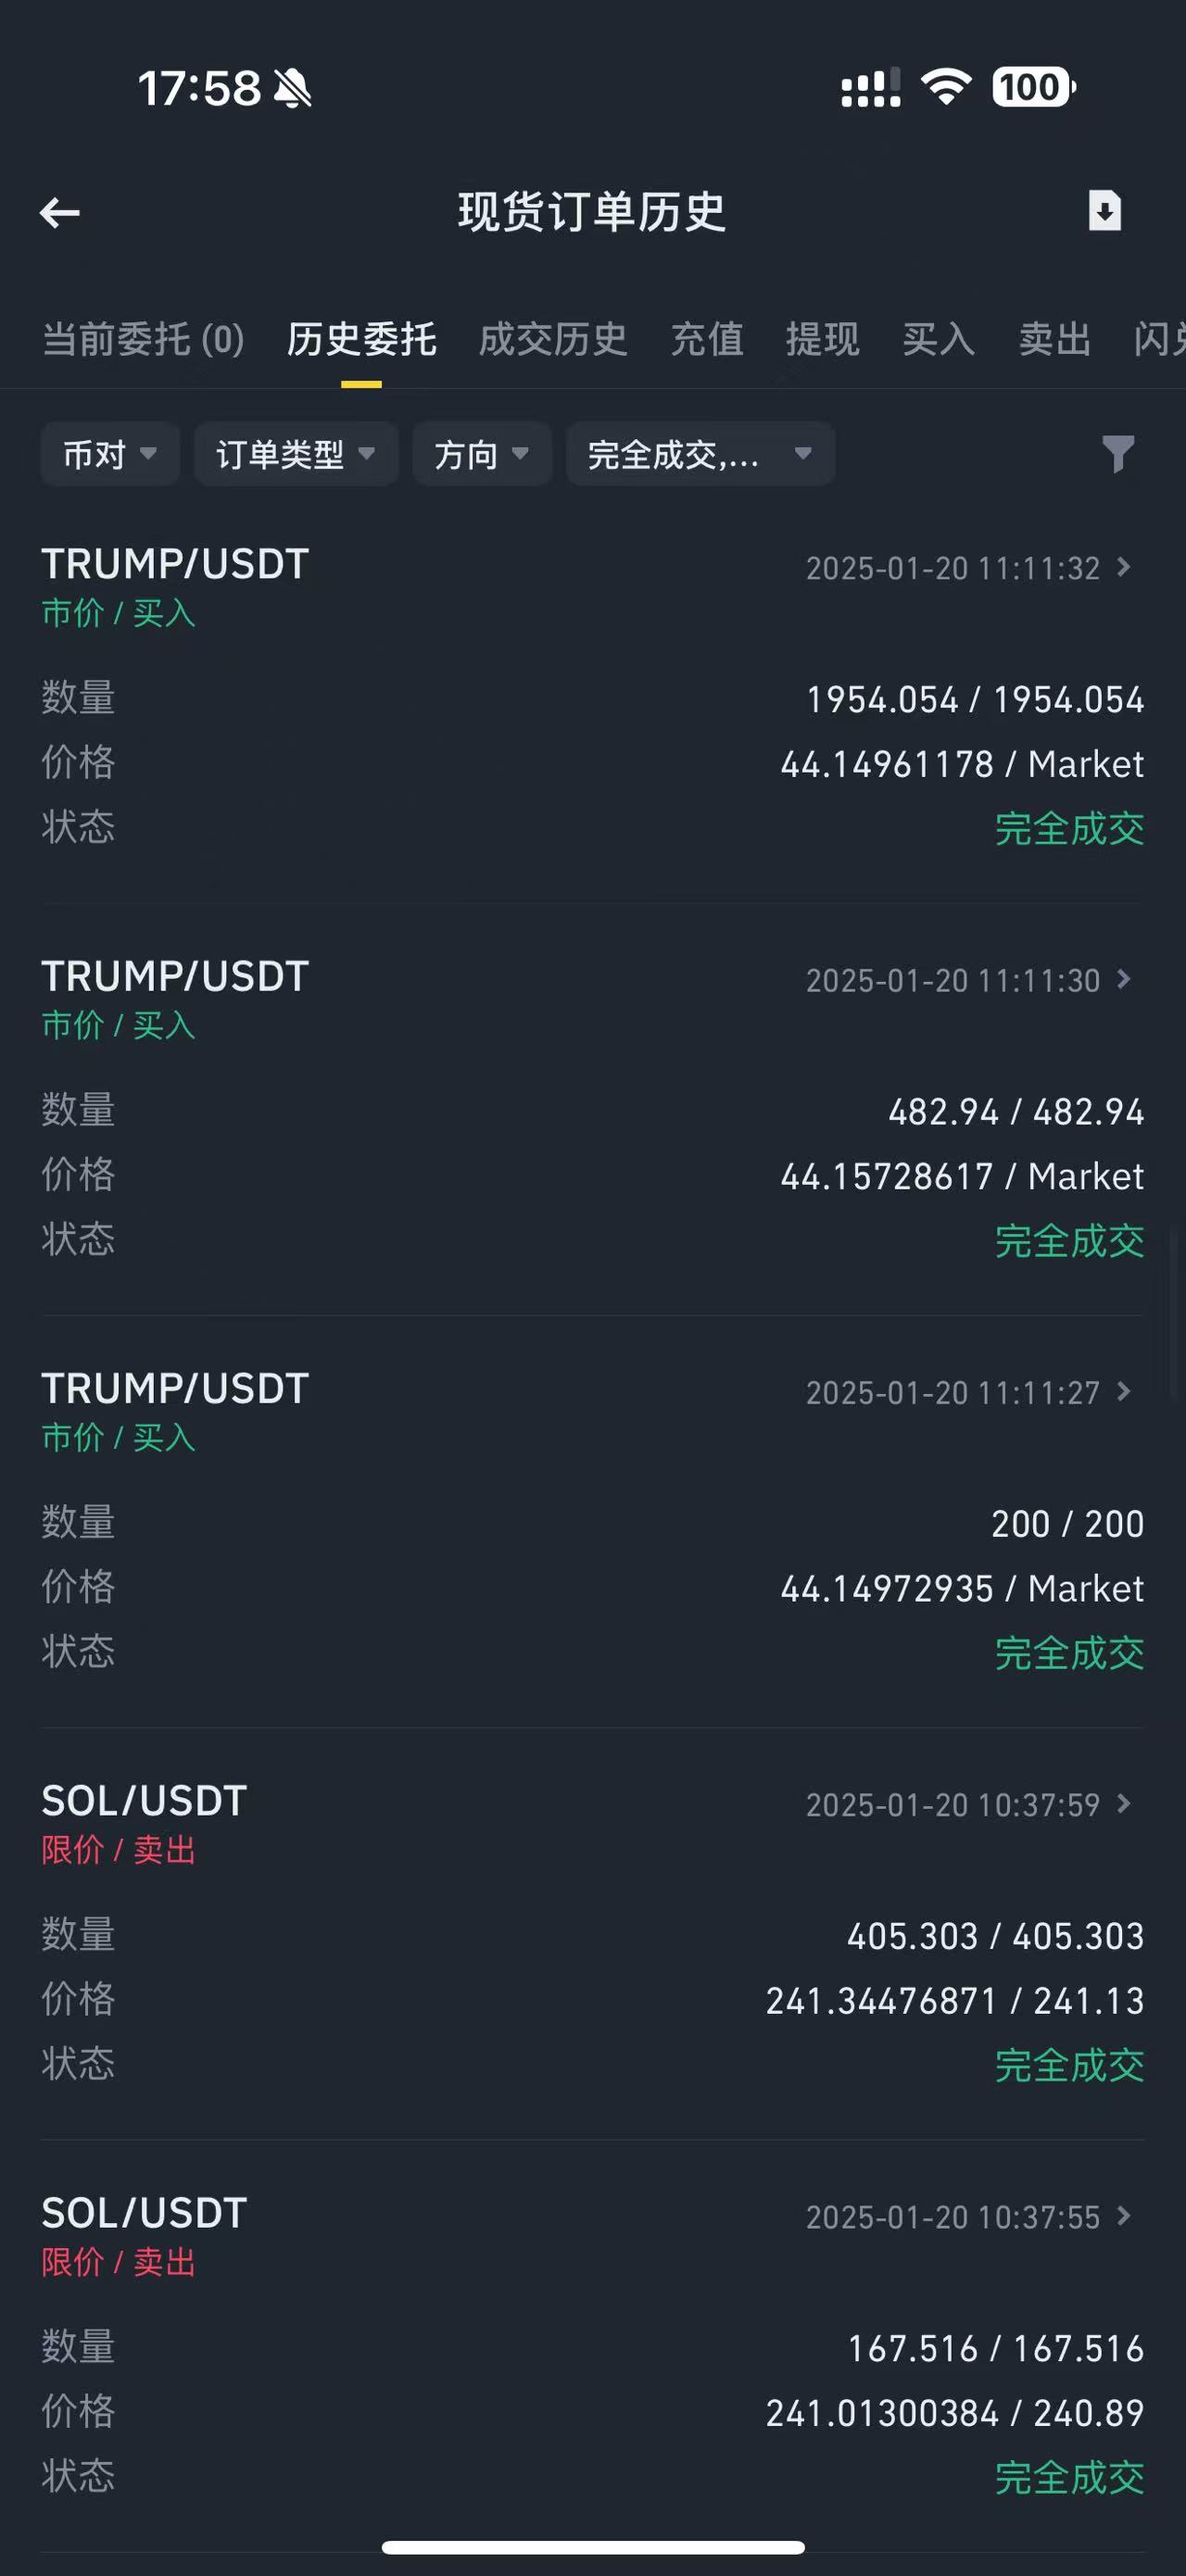 17:58
100
现货订单历史
当前委托 (0) 历史委托 成交历史 充值 提现 买入 卖出 闪兑
币对 订单类型 方向 完全成交,...
TRUMP/USDT 2025-01-20 11:11:32
市价 / 买入
数量 1954.054 / 1954.054
价格 44.14961178 / Market
状态 完全成交
TRUMP/USDT 2025-01-20 11:11:30
市价 / 买入
数量 482.94 / 482.94
价格 44.15728617 / Market
状态 完全成交
TRUMP/USDT 2025-01-20 11:11:27
市价 / 买入
数量 200 / 200
价格 44.14972935 / Market
状态 完全成交
SOL/USDT 2025-01-20 10:37:59
限价 / 卖出
数量 405.303 / 405.303
价格 241.34476871 / 241.13
状态 完全成交
SOL/USDT 2025-01-20 10:37:55
限价 / 卖出
数量 167.516 / 167.516
价格 241.01300384 / 240.89
状态 完全成交